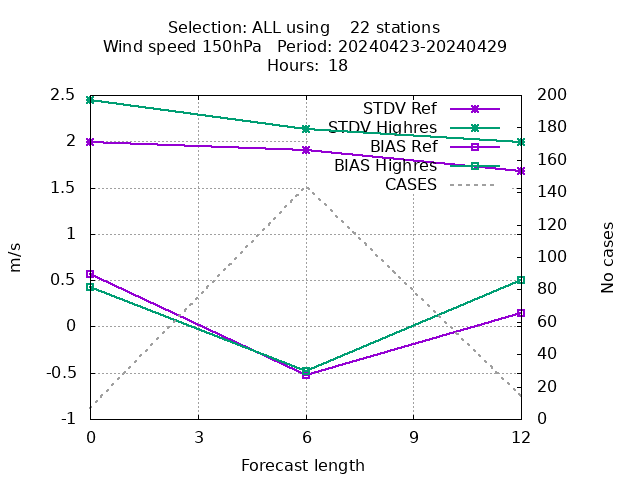 Selection: ALL using    22 stations
Wind speed 150hPa   Period: 20240423-20240429
Hours: 18
2.5
2
1.5
1
0.5
0
-0.5
-1
200
180
160
140
120
100
80
60
40
20
0
STDV Ref
STDV Highres
BIAS Ref
BIAS Highres
CASES
m/s
No cases
0 3 6 9 12
Forecast length